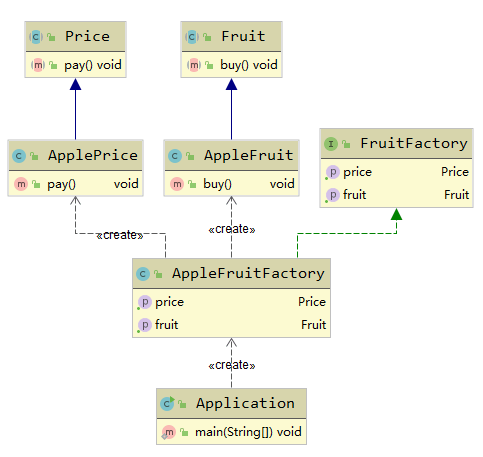 Price
pay() void
Fruit
buy() void
ApplePrice
pay() void
AppleFruit
buy() void
FruitFactory
price Price
fruit Fruit
«create»
«create»
AppleFruitFactory
price Price
fruit Fruit
«create»
Application
main(String[]) void